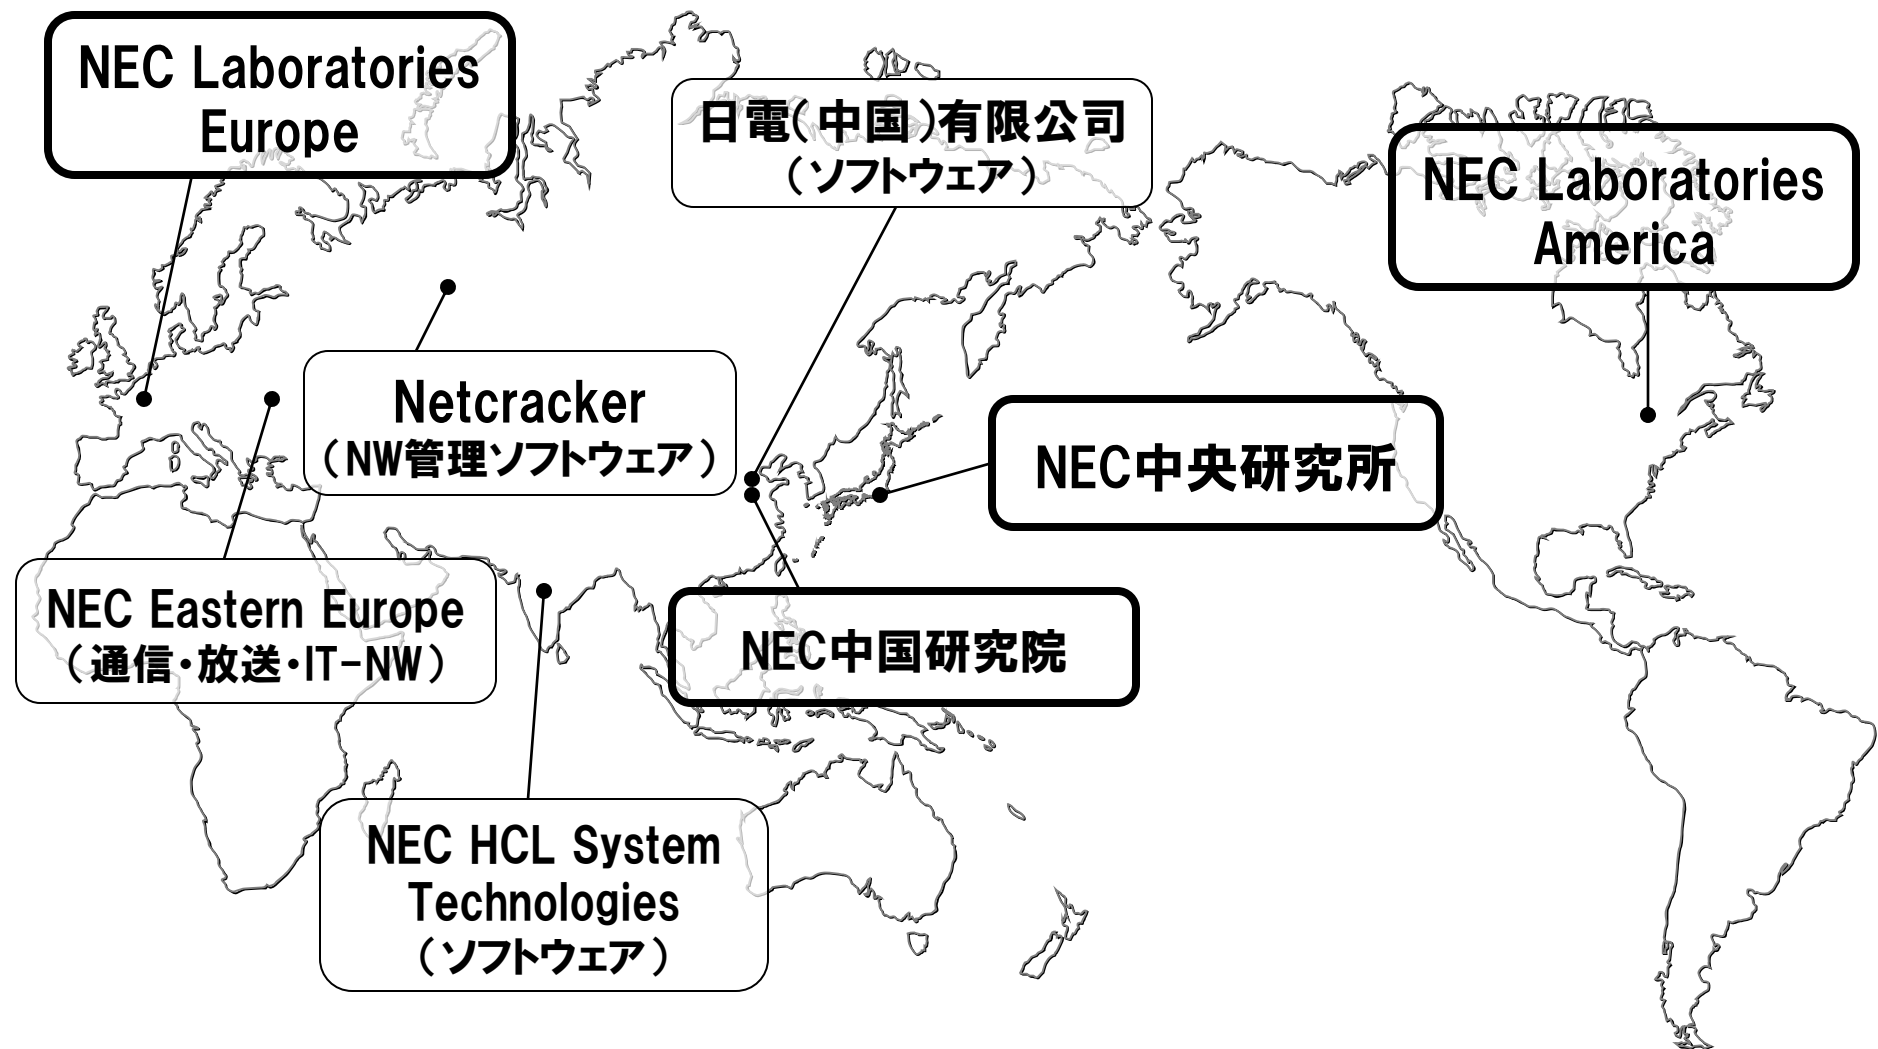 NEC Laboratories
Europe
日電(中国)有限公司
(ソフトウェア)
NEC Laboratories
America
Netcracker
(NW管理ソフトウェア)
NEC中央研究所
NEC Eastern Europe
(通信・放送・IT-NW)
NEC中国研究院
NEC HCL System
Technologies
(ソフトウェア)